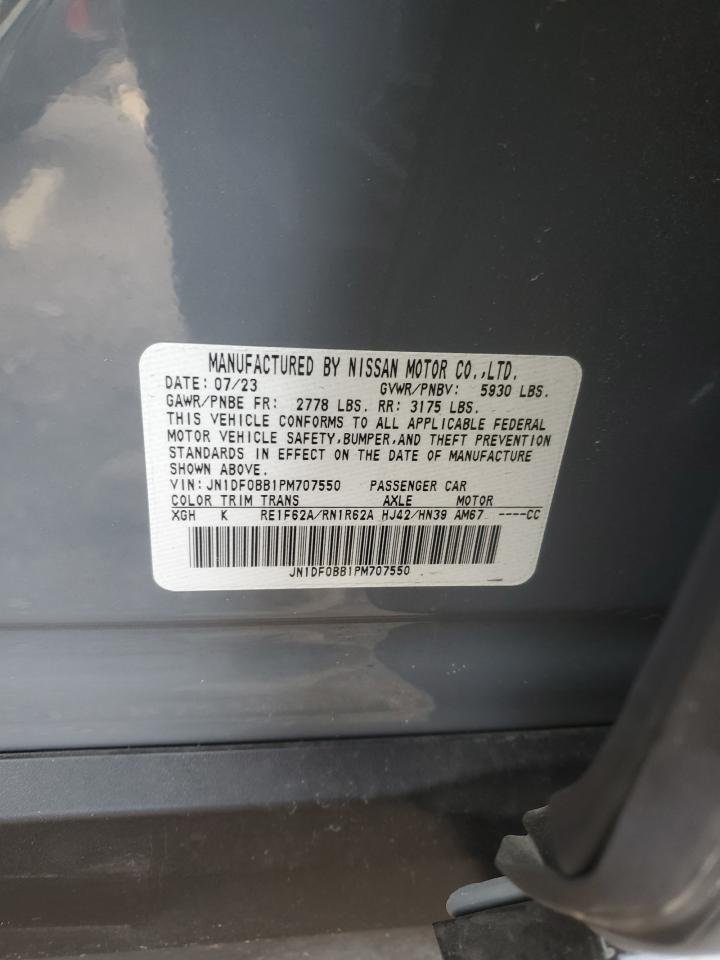 MANUFACTURED BY NISSAN MOTOR CO.,LTD.
DATE: 07/23 GVWR/PNBV: 5930 LBS.
GAWR/PNBE FR: 2778 LBS. RR: 3175 LBS.
THIS VEHICLE CONFORMS TO ALL APPLICABLE FEDERAL
MOTOR VEHICLE SAFETY,BUMPER,AND THEFT PREVENTION
STANDARDS IN EFFECT ON THE DATE OF MANUFACTURE
SHOWN ABOVE.
VIN:JN1DF0BB1PM707550 PASSENGER CAR
COLOR TRIM TRANS AXLE MOTOR
XGH K RE1F62A/RN1R62A HJ42/HN39 AM67 ----CC
JN1DF0BB1PM707550